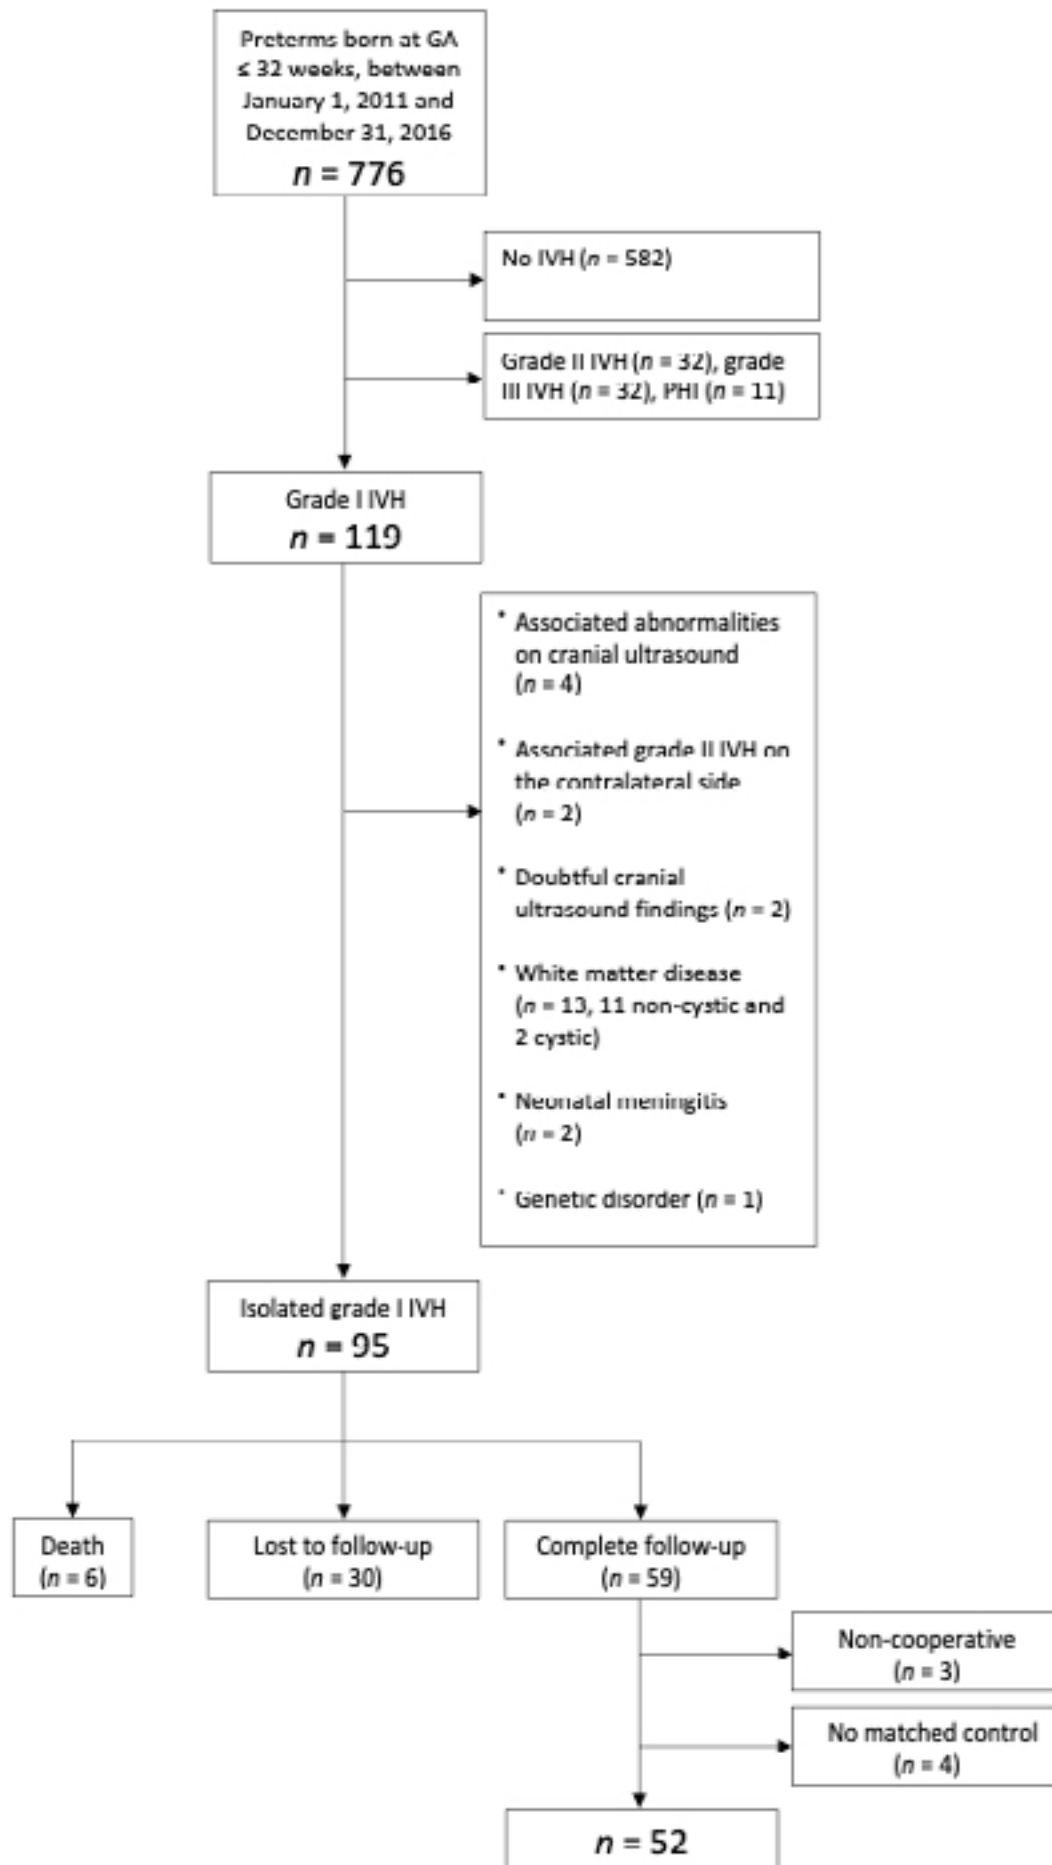 Preterms born at GA
≤ 32 weeks, between
January 1, 2011 and
December 31, 2016
n = 776
No IVH (n = 582)
Grade II IVH (n = 32), grade
III IVH (n = 32), PHI (n = 11)
Grade I IVH
n = 119
* Associated abnormalities
on cranial ultrasound
(n = 4)
* Associated grade II IVH on
the contralateral side
(n = 2)
* Doubtful cranial
ultrasound findings (n = 2)
* White matter disease
(n = 13, 11 non-cystic and
2 cystic)
* Neonatal meningitis
(n = 2)
* Genetic disorder (n = 1)
Isolated grade I IVH
n = 95
Death
(n = 6)
Lost to follow-up
(n = 30)
Complete follow-up
(n = 59)
Non-cooperative
(n = 3)
No matched control
(n = 4)
n = 52